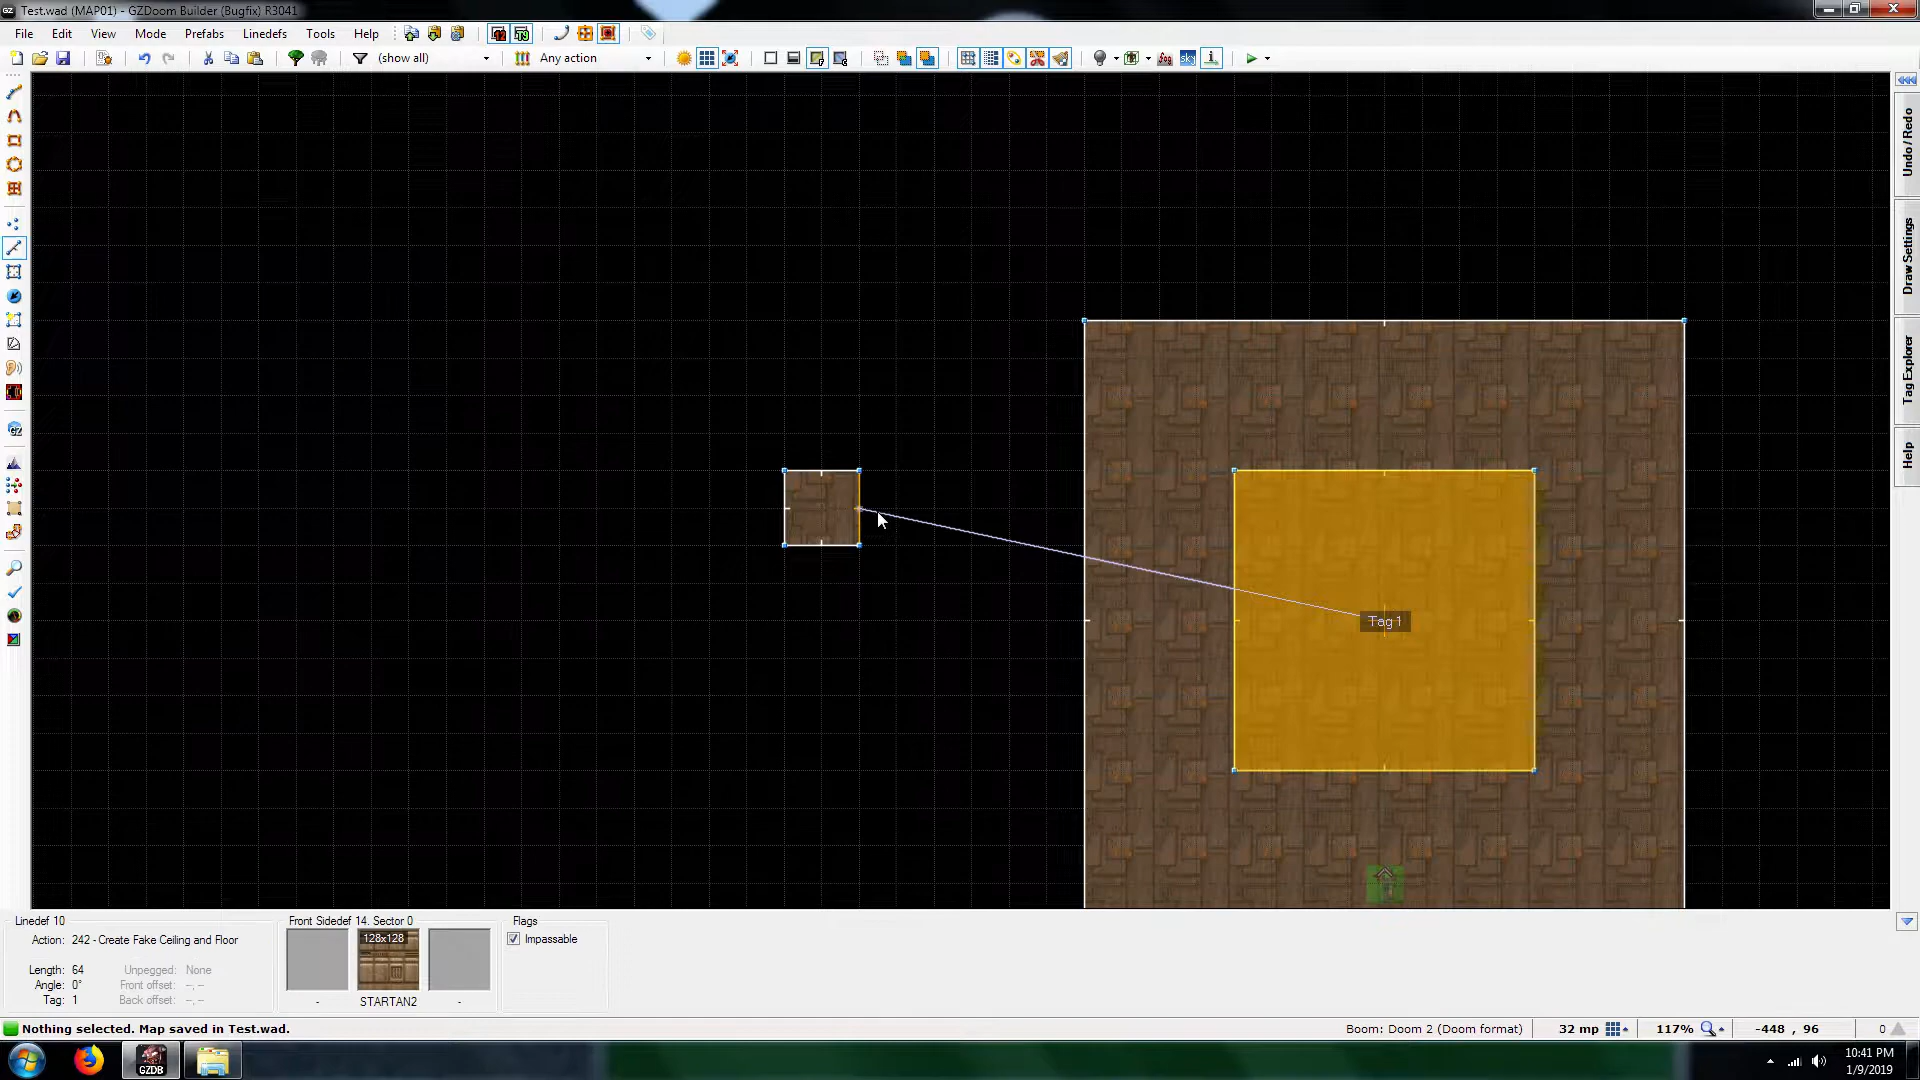 Test.wad (MAP01) - GZDoom Builder (Bugfix) R3041
File Edit View Mode Prefabs Linedefs Tools Help
(show all) Any action
Undo / Redo
Draw Settings
Tag Explorer
Help
Tag 1
Linedef 10
Action: 242 - Create Fake Ceiling and Floor
Length: 64 Unpegged: None
Angle: 0° Front offset: --, --
Tag: 1 Back offset: --, --
Front Sidedef 14. Sector 0
128x128
- STARTAN2 -
Flags
Impassable
Nothing selected. Map saved in Test.wad.
Boom: Doom 2 (Doom format) 32 mp 117% -448 , 96 0
GZDB
10:41 PM
1/9/2019